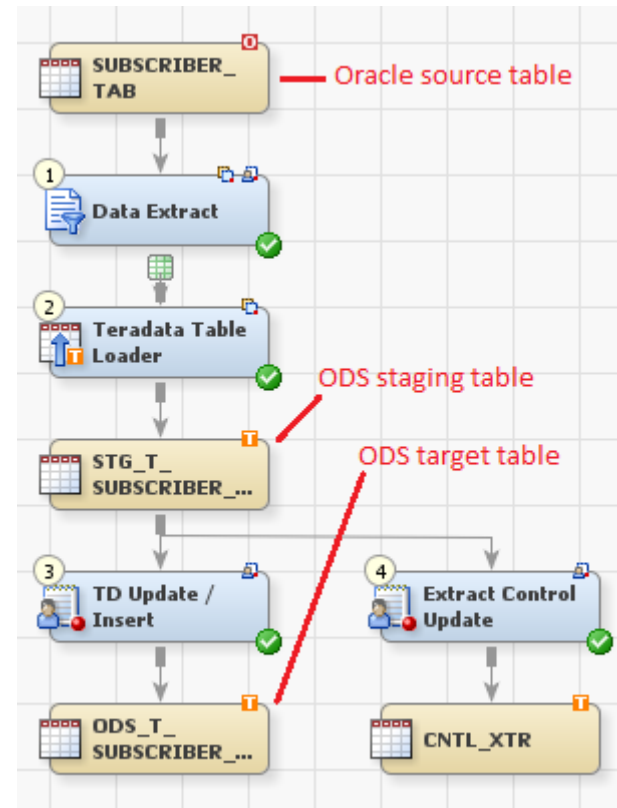 O
SUBSCRIBER_
TAB
Oracle source table
1
Data Extract
2
Teradata Table
Loader
T
ODS staging table
T
STG_T_
SUBSCRIBER_...
ODS target table
3
TD Update /
Insert
4
Extract Control
Update
T
ODS_T_
SUBSCRIBER_...
T
CNTL_XTR